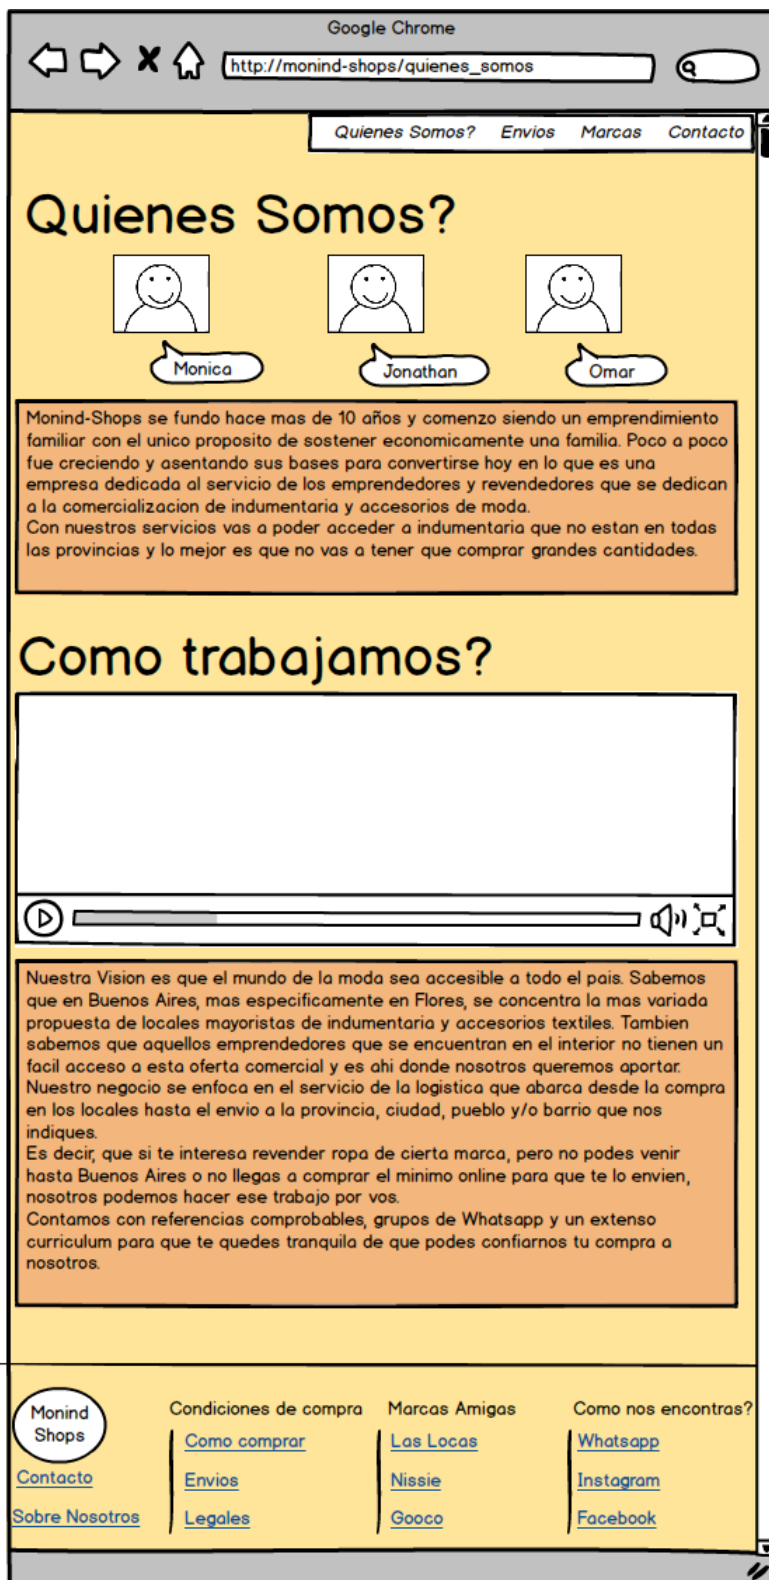 Google Chrome
http://monind-shops/quienes_somos
Quienes Somos? Envios Marcas Contacto
Quienes Somos?
Monica
Jonathan
Omar
Monind-Shops se fundo hace mas de 10 años y comenzo siendo un emprendimiento
familiar con el unico proposito de sostener economicamente una familia. Poco a poco
fue creciendo y asentando sus bases para convertirse hoy en lo que es una
empresa dedicada al servicio de los emprendedores y revendedores que se dedican
a la comercializacion de indumentaria y accesorios de moda.
Con nuestros servicios vas a poder acceder a indumentaria que no estan en todas
las provincias y lo mejor es que no vas a tener que comprar grandes cantidades.
Como trabajamos?
Nuestra Vision es que el mundo de la moda sea accesible a todo el pais. Sabemos
que en Buenos Aires, mas especificamente en Flores, se concentra la mas variada
propuesta de locales mayoristas de indumentaria y accesorios textiles. Tambien
sabemos que aquellos emprendedores que se encuentran en el interior no tienen un
facil acceso a esta oferta comercial y es ahi donde nosotros queremos aportar.
Nuestro negocio se enfoca en el servicio de la logistica que abarca desde la compra
en los locales hasta el envio a la provincia, ciudad, pueblo y/o barrio que nos
indiques.
Es decir, que si te interesa revender ropa de cierta marca, pero no podes venir
hasta Buenos Aires o no llegas a comprar el minimo online para que te lo envien,
nosotros podemos hacer ese trabajo por vos.
Contamos con referencias comprobables, grupos de Whatsapp y un extenso
curriculum para que te quedes tranquila de que podes confiarnos tu compra a
nosotros.
Monind
Shops
Contacto
Sobre Nosotros
Condiciones de compra
Como comprar
Envios
Legales
Marcas Amigas
Las Locas
Nissie
Gooco
Como nos encontras?
Whatsapp
Instagram
Facebook